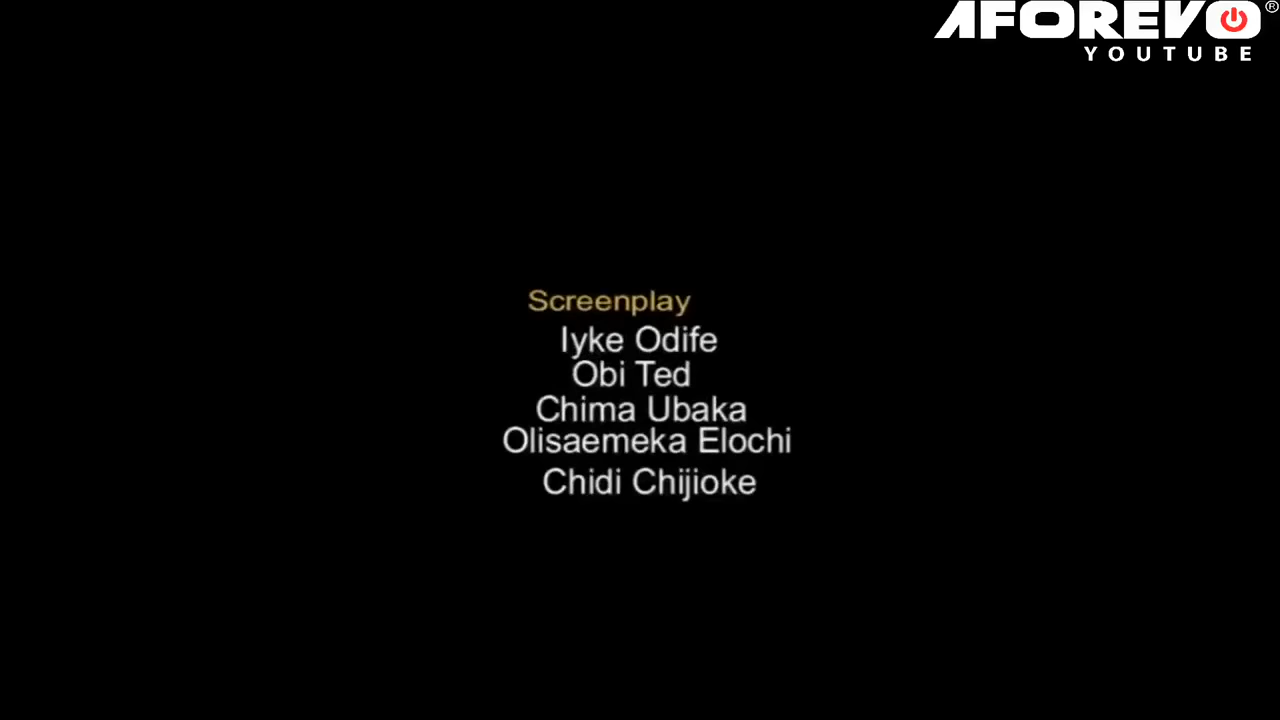 AFOREVO®
YOUTUBE
Screenplay
Iyke Odife
Obi Ted
Chima Ubaka
Olisaemeka Elochi
Chidi Chijioke